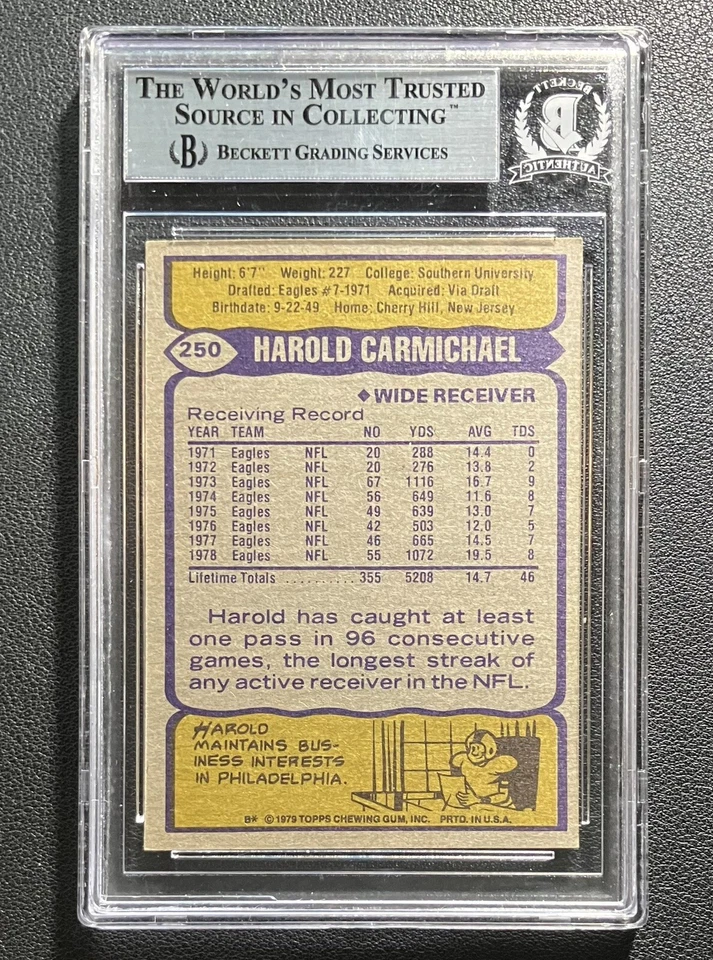 THE WORLD'S MOST TRUSTED
SOURCE IN COLLECTING™
B BECKETT GRADING SERVICES
BECKETT
B
AUTHENTIC
Height: 6'7" Weight: 227 College: Southern University
Drafted: Eagles #7-1971 Acquired: Via Draft
Birthdate: 9-22-49 Home: Cherry Hill, New Jersey
250 HAROLD CARMICHAEL
◆WIDE RECEIVER
Receiving Record
YEAR TEAM NO YDS AVG TDS
1971 Eagles NFL 20 288 14.4 0
1972 Eagles NFL 20 276 13.8 2
1973 Eagles NFL 67 1116 16.7 9
1974 Eagles NFL 56 649 11.6 8
1975 Eagles NFL 49 639 13.0 7
1976 Eagles NFL 42 503 12.0 5
1977 Eagles NFL 46 665 14.5 7
1978 Eagles NFL 55 1072 19.5 8
Lifetime Totals .......... 355 5208 14.7 46
Harold has caught at least
one pass in 96 consecutive
games, the longest streak of
any active receiver in the NFL.
HAROLD
MAINTAINS BUS-
INESS INTERESTS
IN PHILADELPHIA.
B* © 1979 TOPPS CHEWING GUM, INC. PRTD. IN U.S.A.